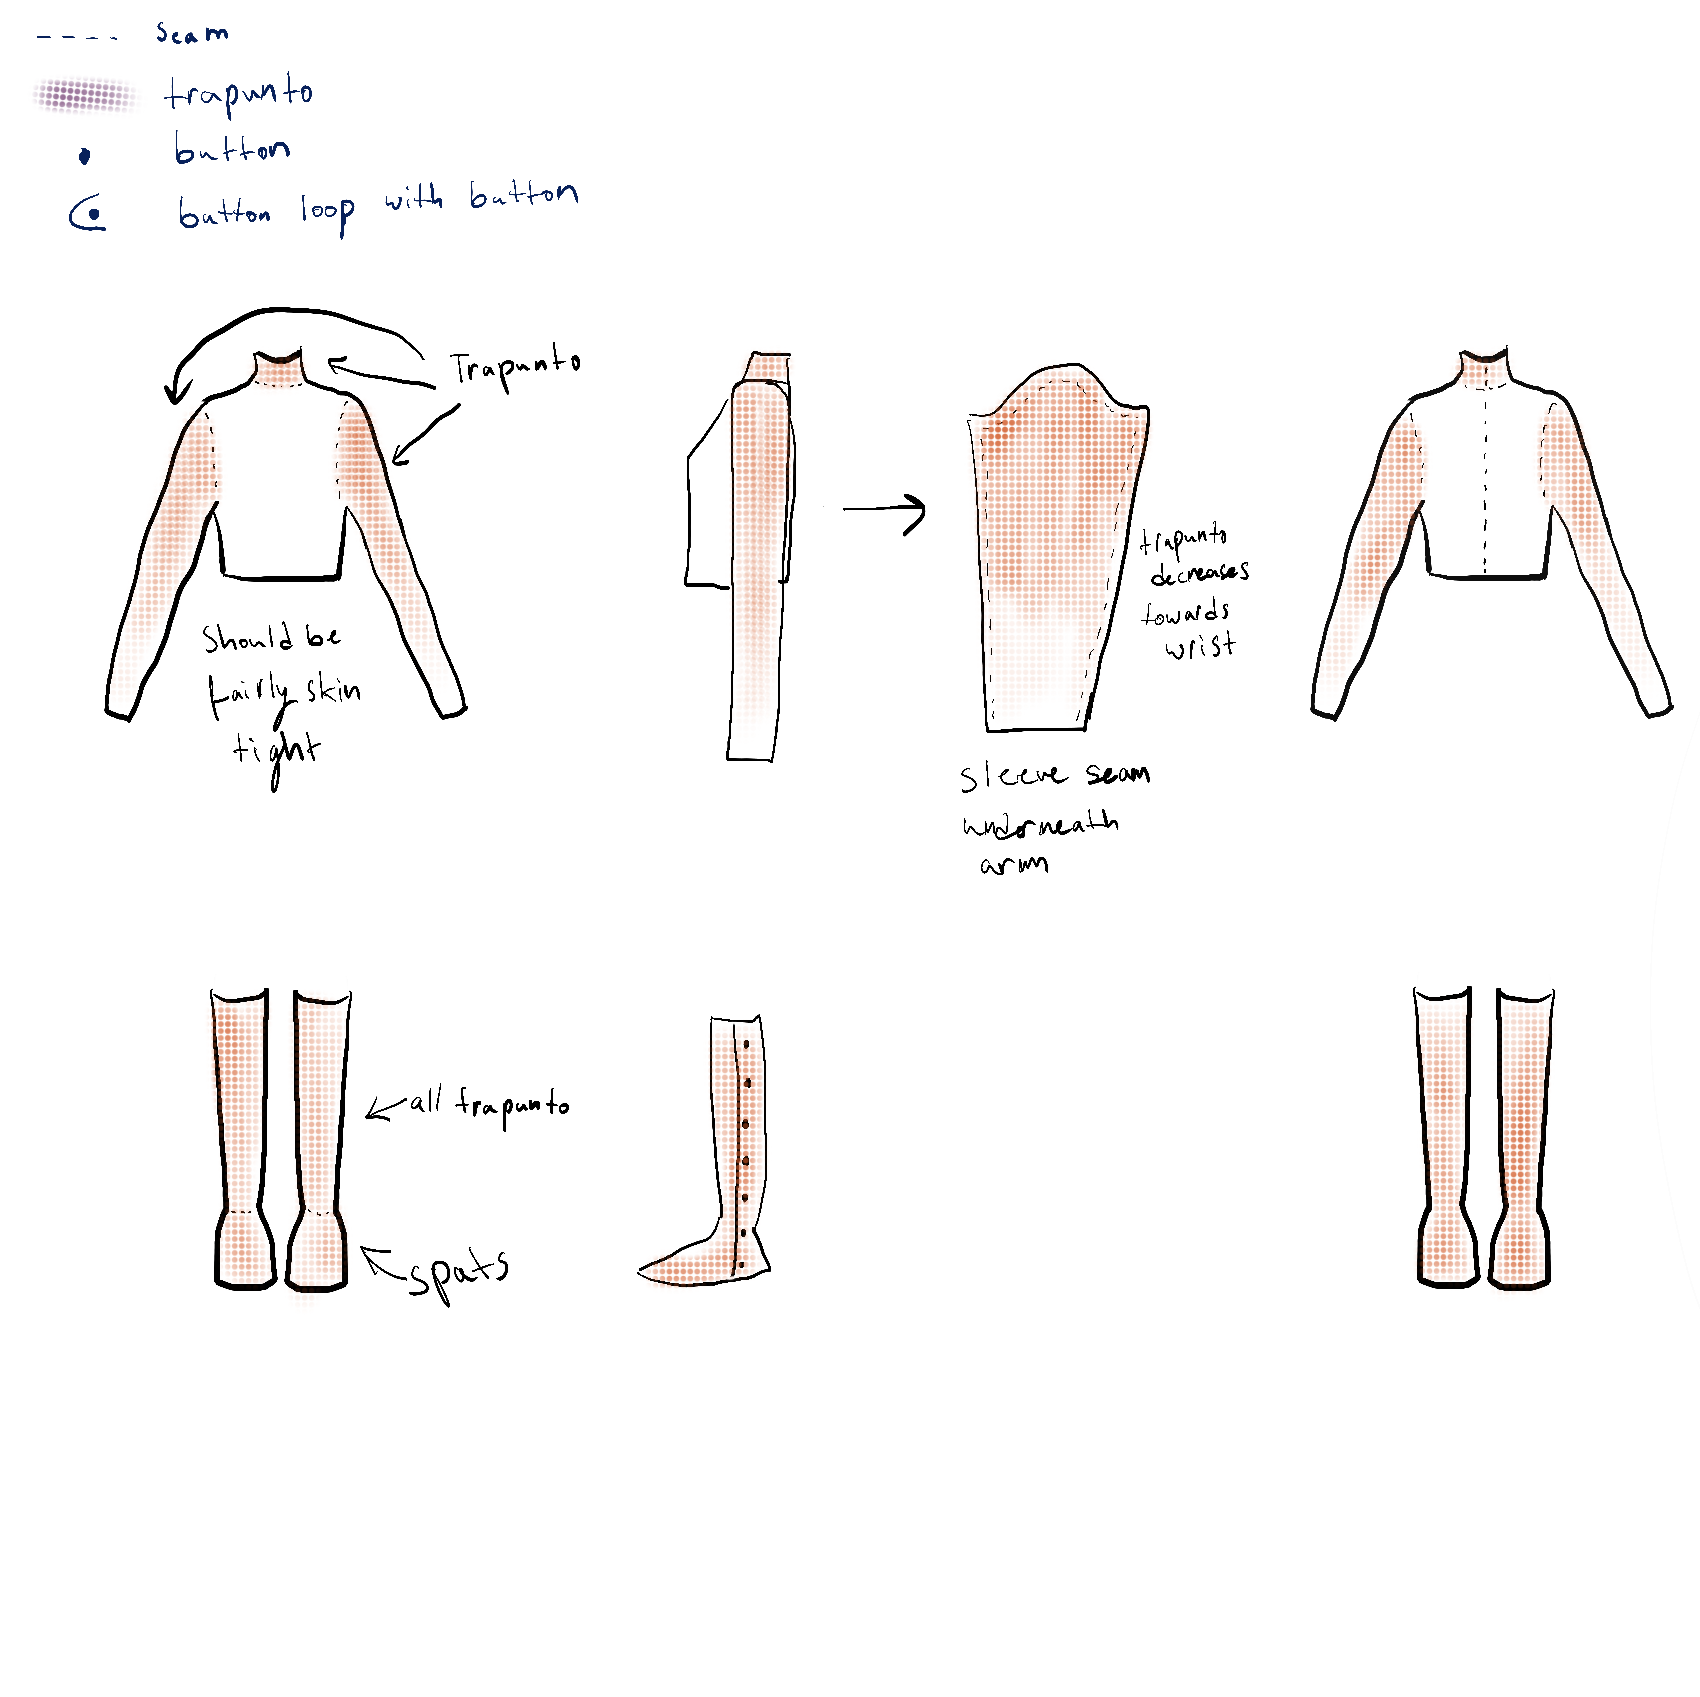 seam
trapunto
button
button loop with button
Trapunto
Should be
fairly skin
tight
trapunto
decreases
towards
wrist
sleeve seam
underneath
arm
all trapunto
spats